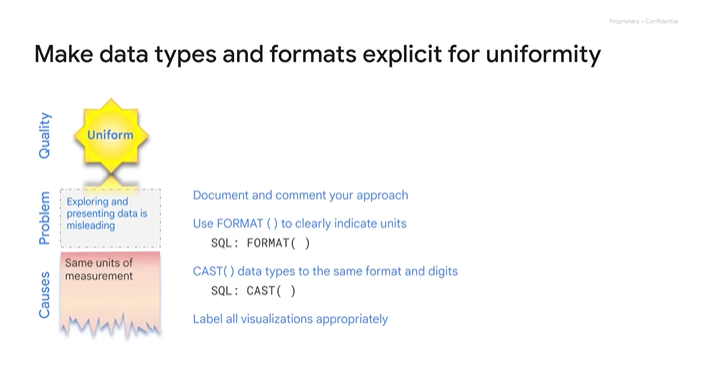 Proprietary + Confidential
Make data types and formats explicit for uniformity
Quality
Uniform
Problem
Exploring and
presenting data is
misleading
Causes
Same units of
measurement
Document and comment your approach
Use FORMAT ( ) to clearly indicate units
SQL: FORMAT( )
CAST( ) data types to the same format and digits
SQL: CAST( )
Label all visualizations appropriately